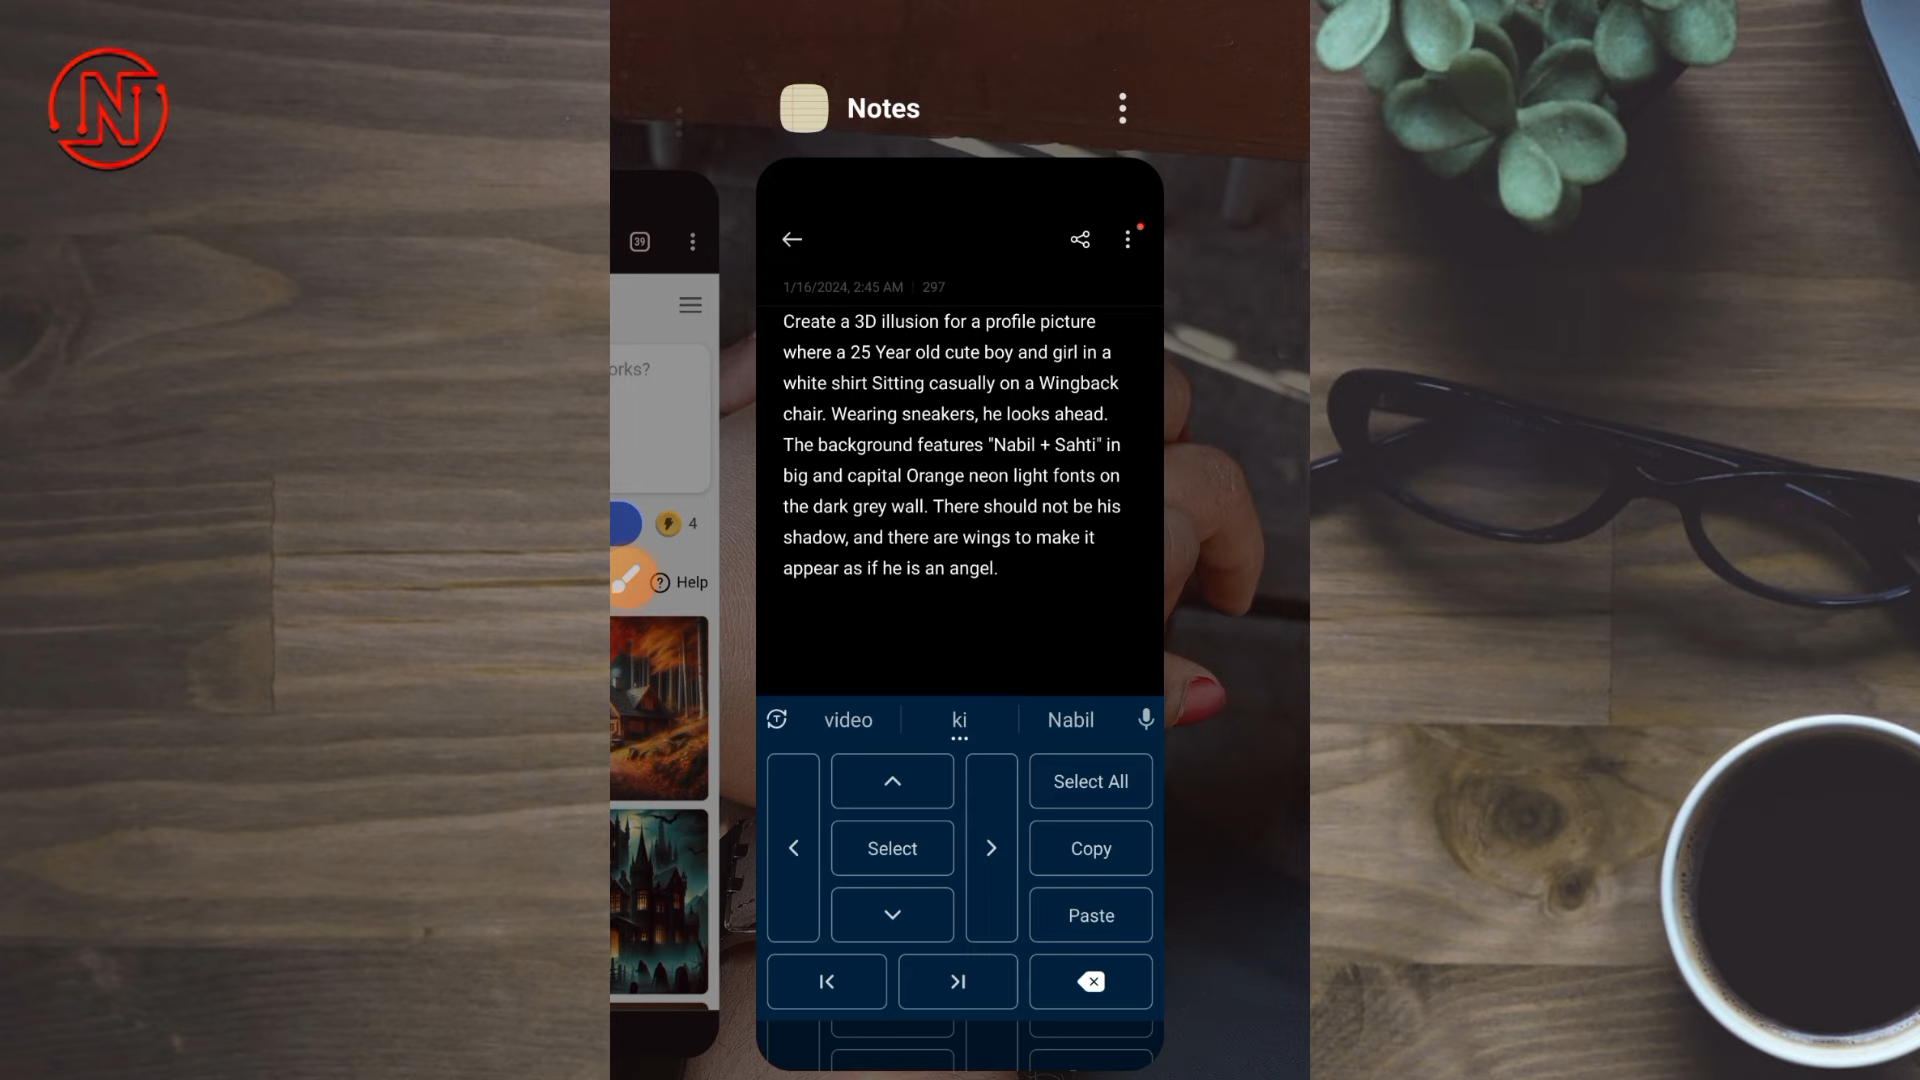 N
Notes
39
1/16/2024, 2:45 AM | 297
Create a 3D illusion for a profile picture
where a 25 Year old cute boy and girl in a
white shirt Sitting casually on a Wingback
chair. Wearing sneakers, he looks ahead.
The background features "Nabil + Sahti" in
big and capital Orange neon light fonts on
the dark grey wall. There should not be his
shadow, and there are wings to make it
appear as if he is an angel.
orks?
4
Help
video
ki
Nabil
Select All
Select
Copy
Paste